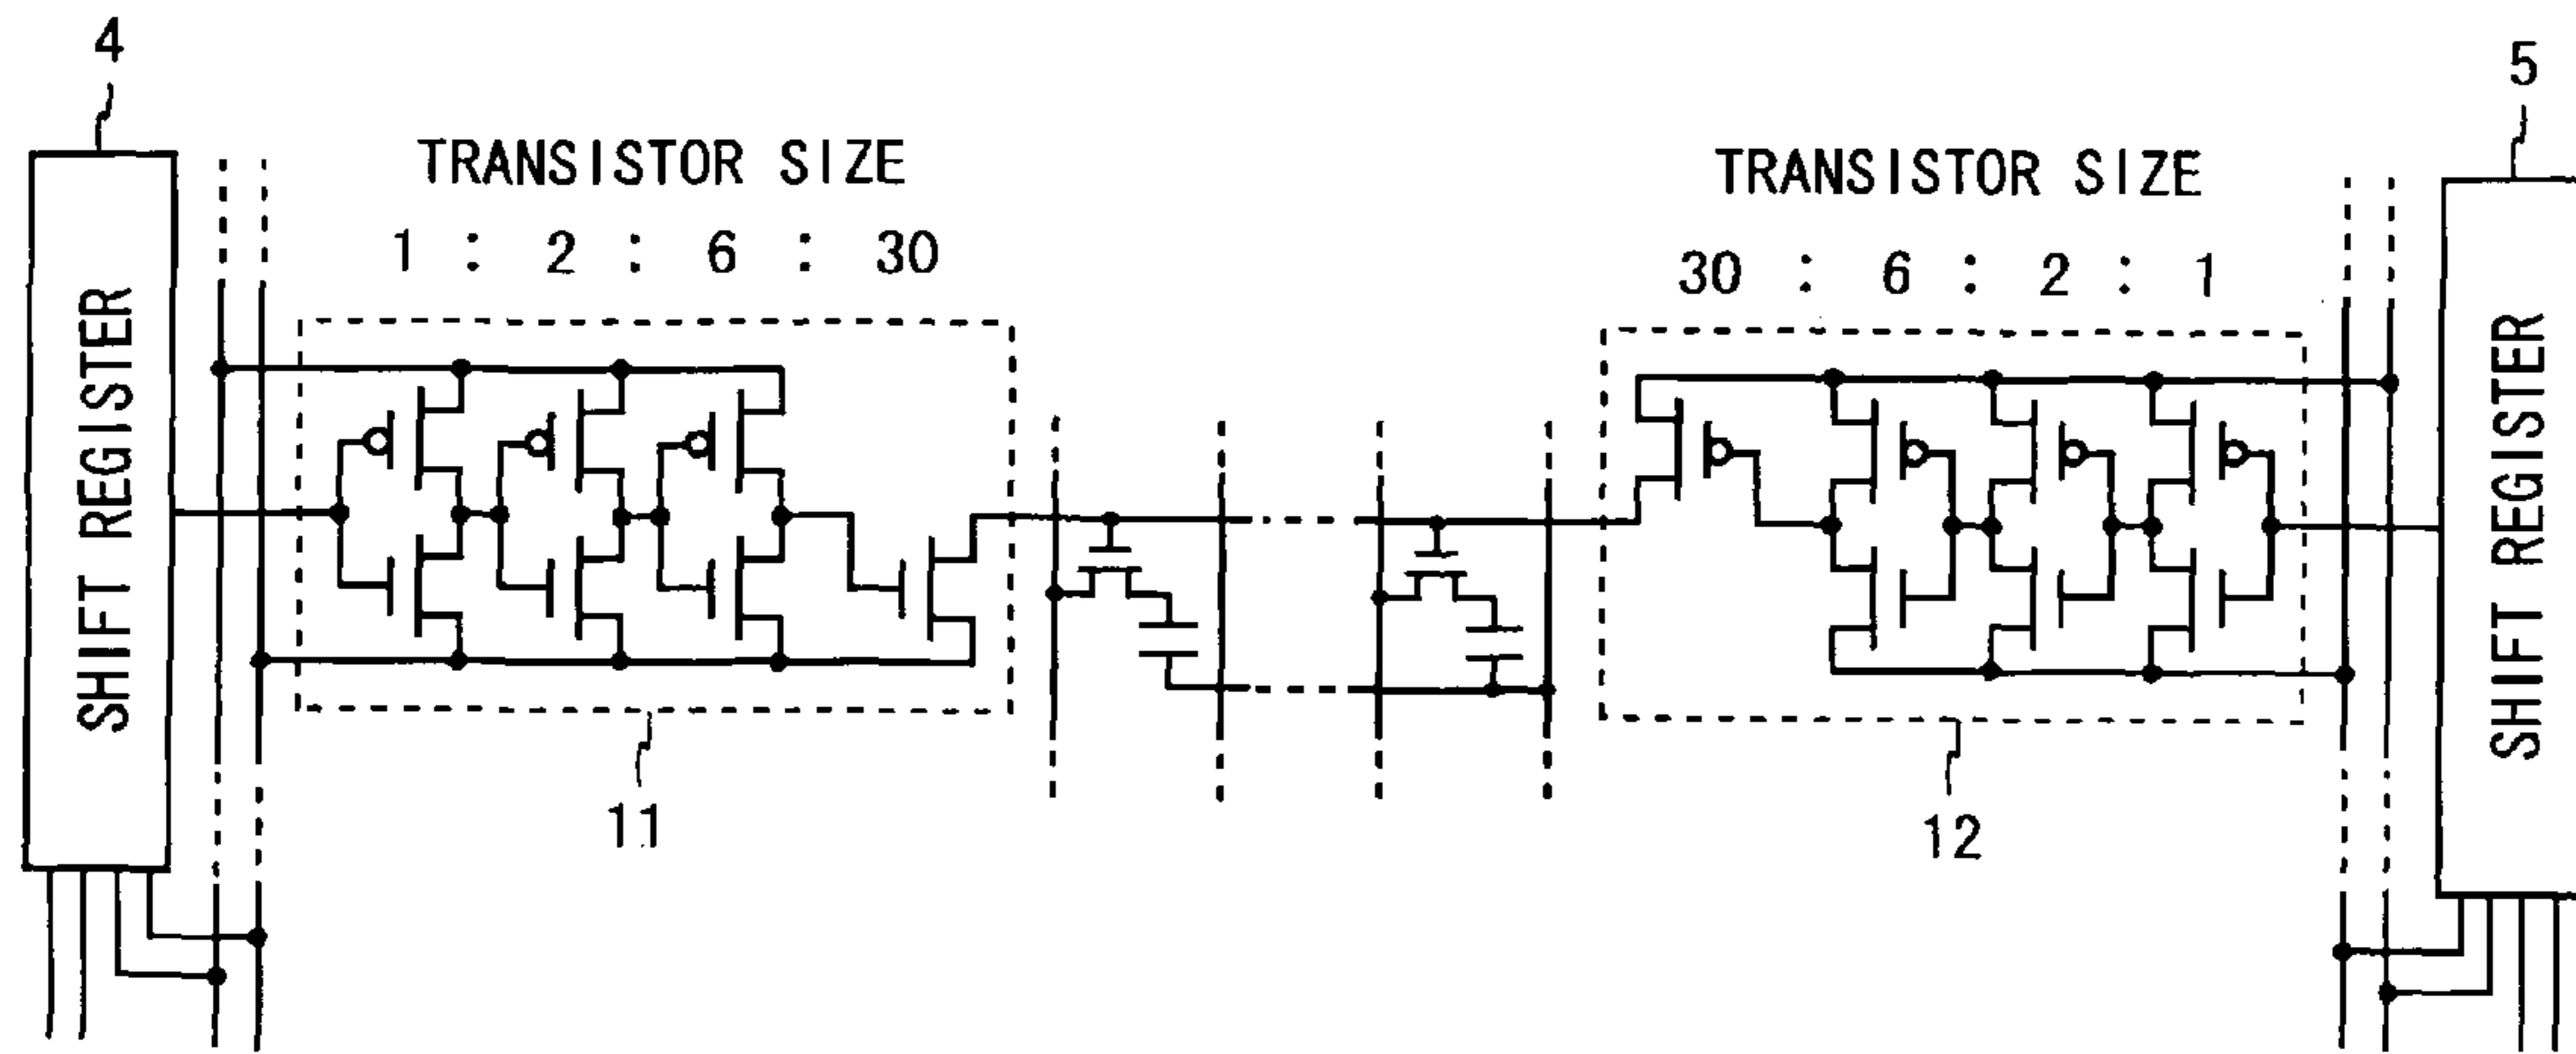 4
5
TRANSISTOR SIZE
1 : 2 : 6 : 30
TRANSISTOR SIZE
30 : 6 : 2 : 1
SHIFT REGISTER
SHIFT REGISTER
11
12